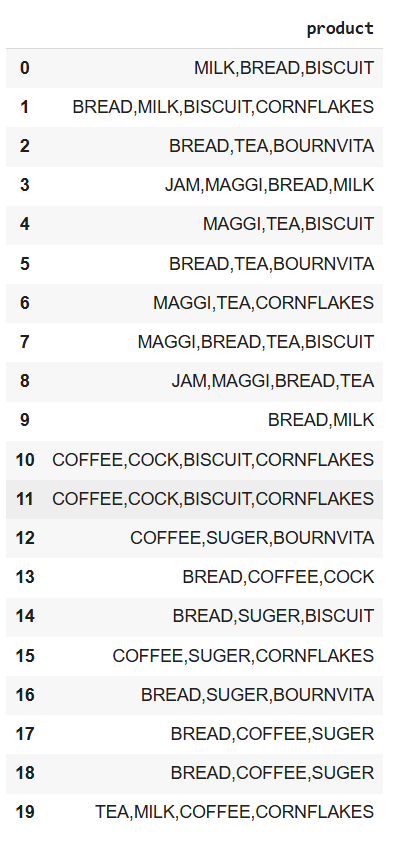 product
0 MILK,BREAD,BISCUIT
1 BREAD,MILK,BISCUIT,CORNFLAKES
2 BREAD,TEA,BOURNVITA
3 JAM,MAGGI,BREAD,MILK
4 MAGGI,TEA,BISCUIT
5 BREAD,TEA,BOURNVITA
6 MAGGI,TEA,CORNFLAKES
7 MAGGI,BREAD,TEA,BISCUIT
8 JAM,MAGGI,BREAD,TEA
9 BREAD,MILK
10 COFFEE,COCK,BISCUIT,CORNFLAKES
11 COFFEE,COCK,BISCUIT,CORNFLAKES
12 COFFEE,SUGER,BOURNVITA
13 BREAD,COFFEE,COCK
14 BREAD,SUGER,BISCUIT
15 COFFEE,SUGER,CORNFLAKES
16 BREAD,SUGER,BOURNVITA
17 BREAD,COFFEE,SUGER
18 BREAD,COFFEE,SUGER
19 TEA,MILK,COFFEE,CORNFLAKES